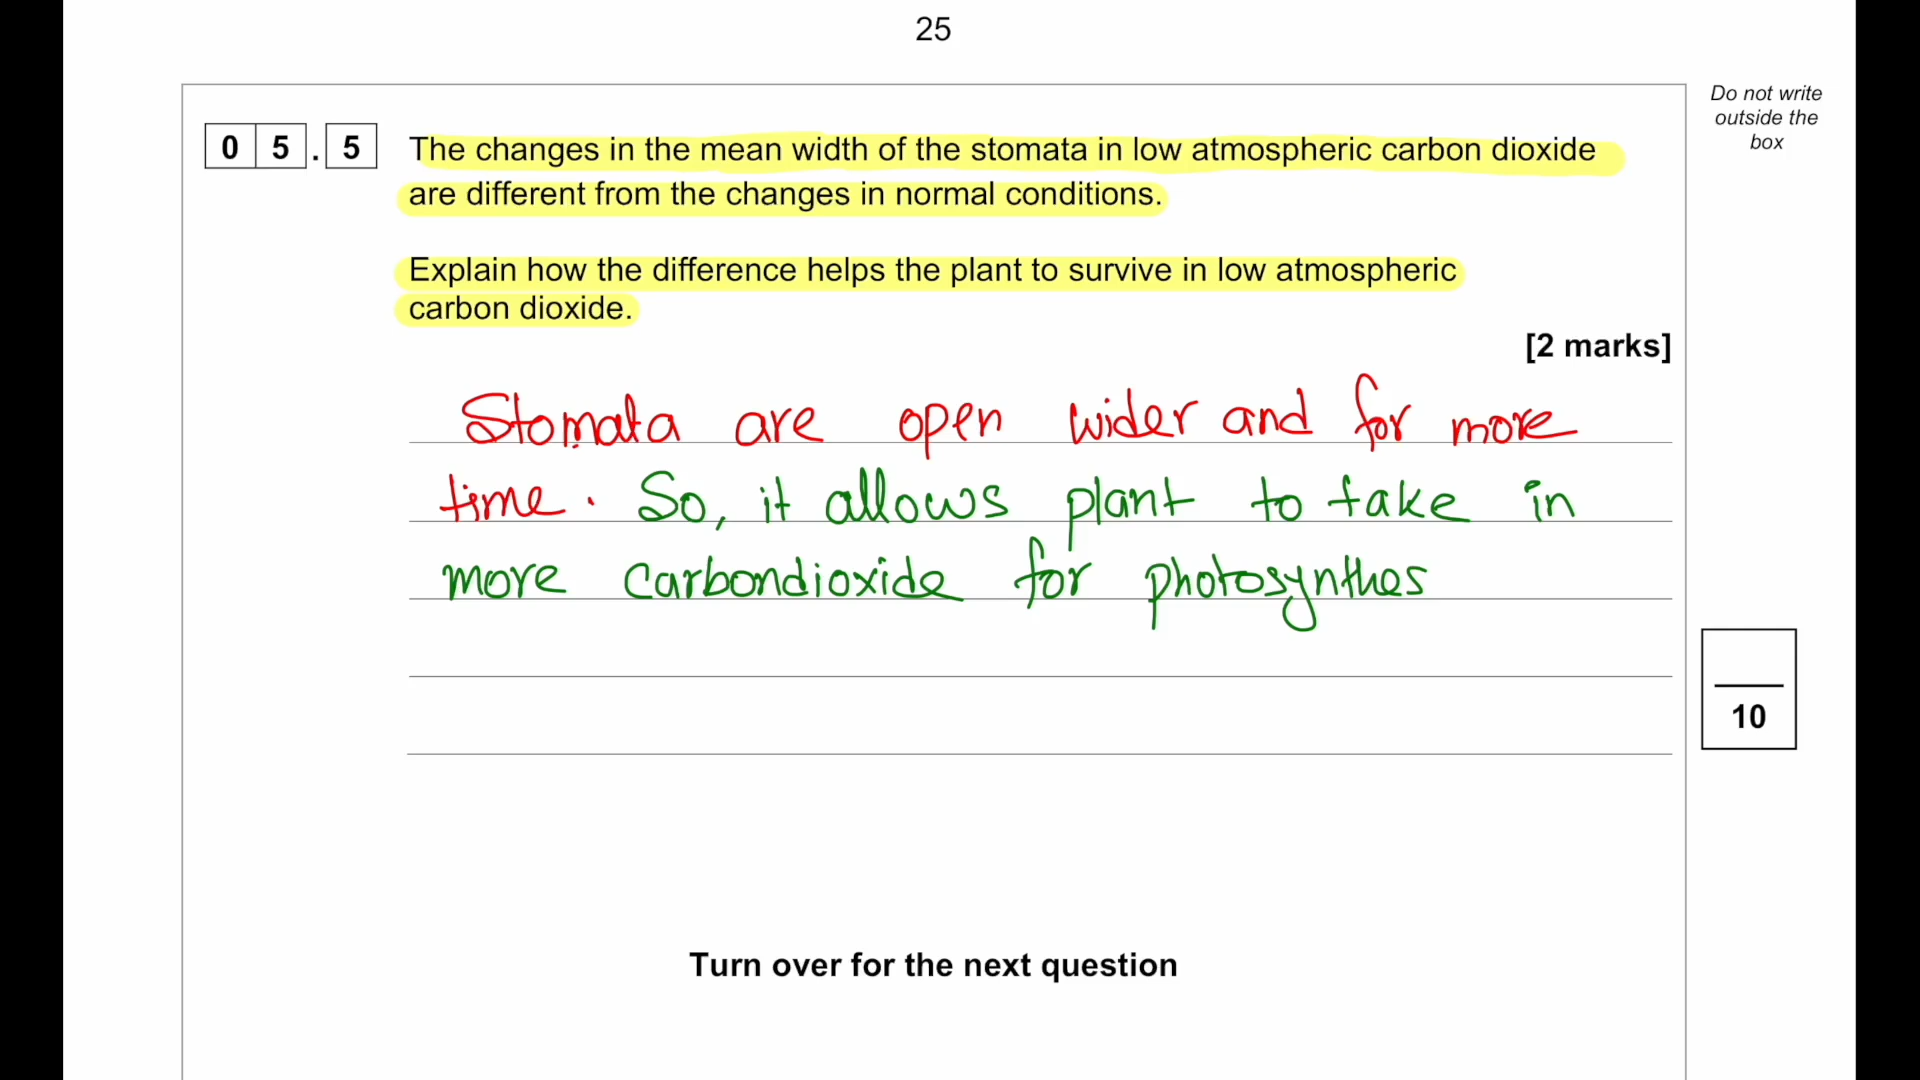 25
Do not write
outside the
box
0 5 . 5
The changes in the mean width of the stomata in low atmospheric carbon dioxide
are different from the changes in normal conditions.
Explain how the difference helps the plant to survive in low atmospheric
carbon dioxide.
[2 marks]
Stomata are open wider and for more
time. So, it allows plant to take in
more carbondioxide for photosynthes
10
Turn over for the next question